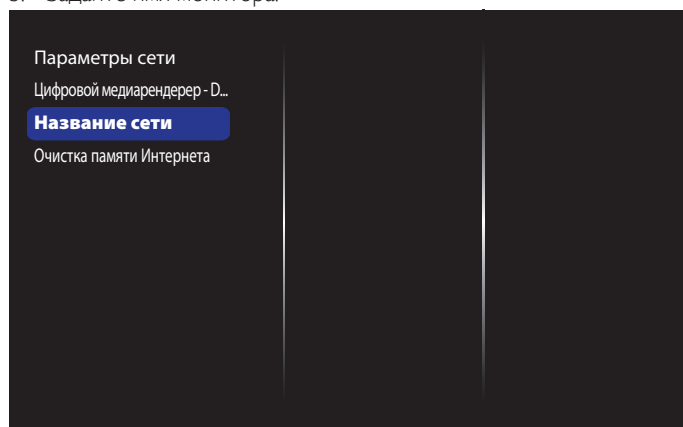 Параметры сети
Цифровой медиарендерер - D...
Название сети
Очистка памяти Интернета